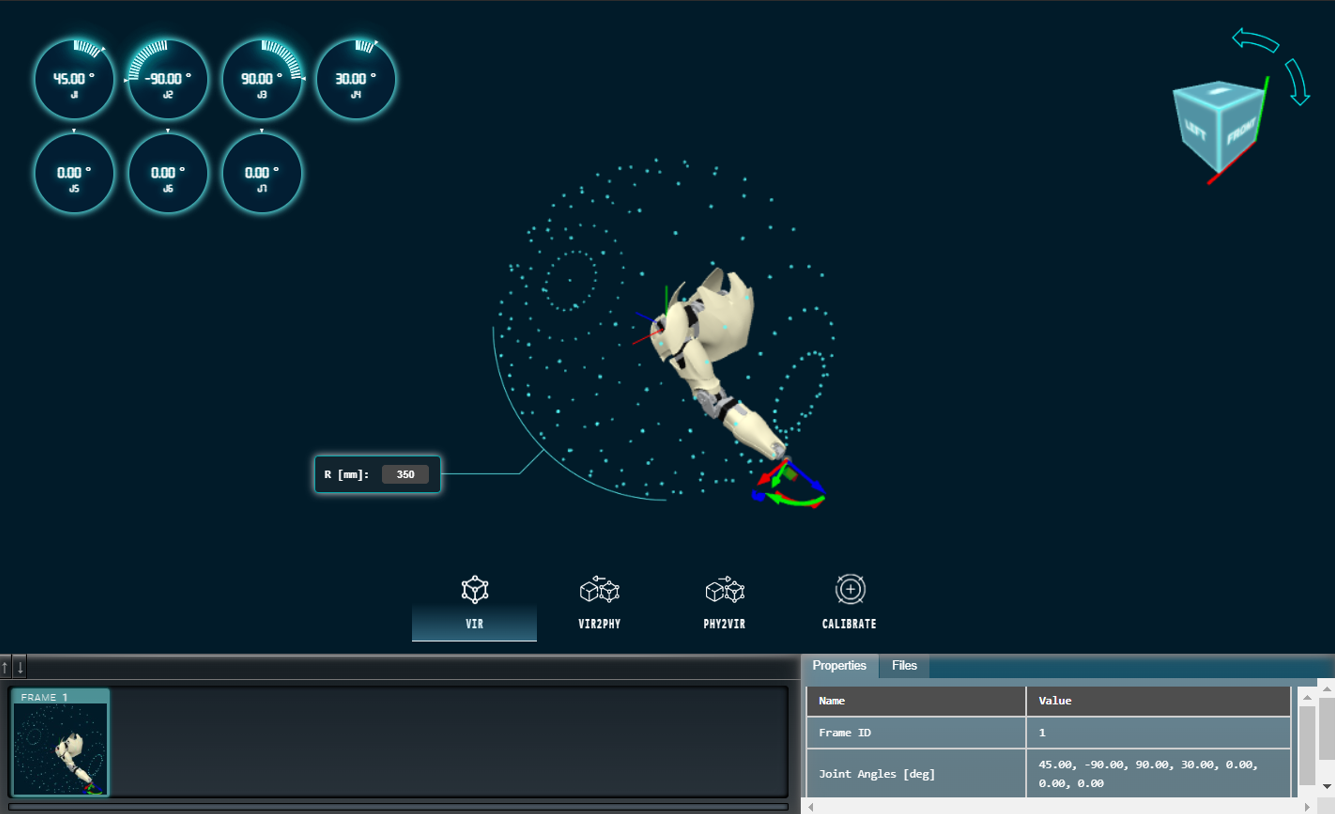 45.00 °
J1
-90.00 °
J2
90.00 °
J3
30.00 °
J4
0.00 °
J5
0.00 °
J6
0.00 °
J7
LEFT
FRONT
R [mm]: 350
VIR
VIR2PHY
PHY2VIR
CALIBRATE
Properties
Files
FRAME 1
Name
Value
Frame ID
1
Joint Angles [deg]
45.00, -90.00, 90.00, 30.00, 0.00,
0.00, 0.00